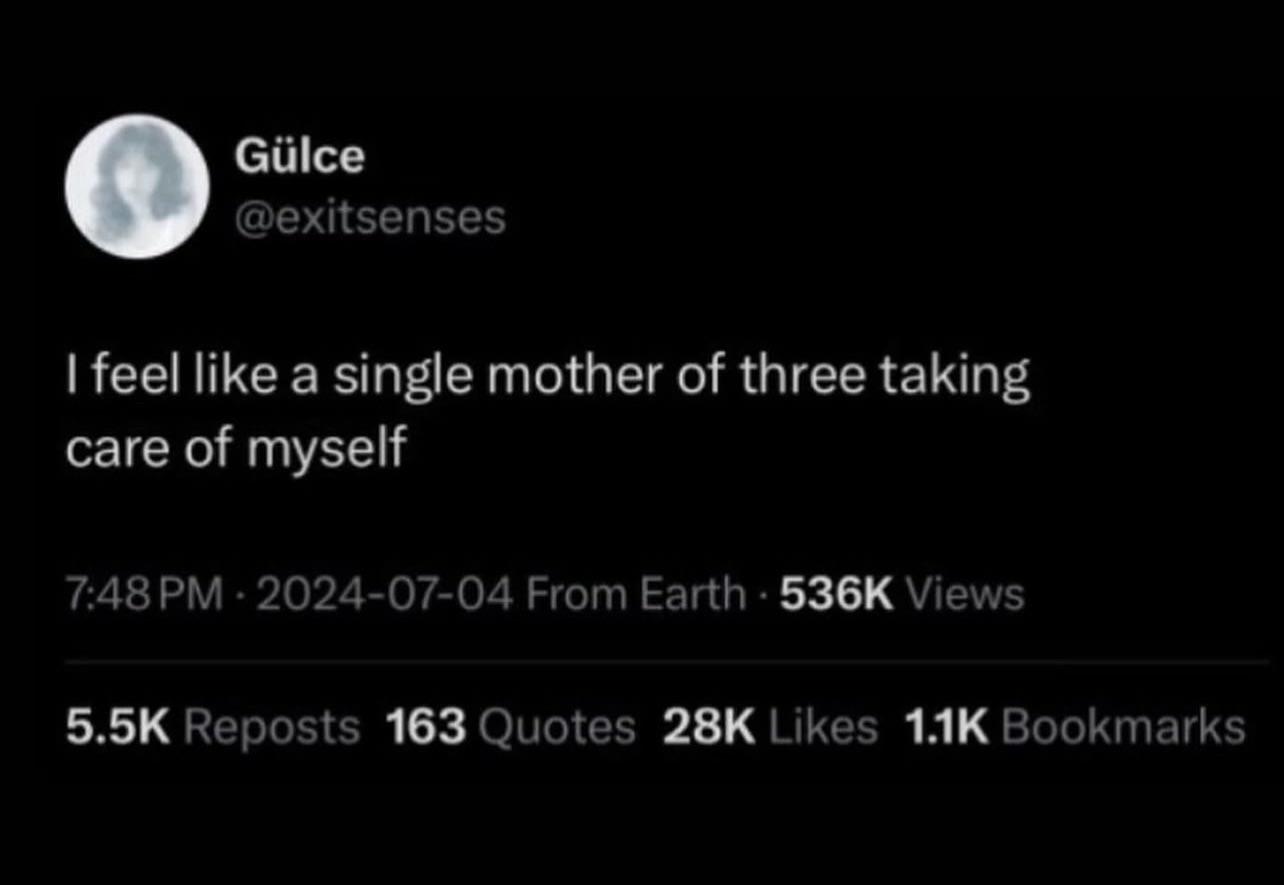 Gülce
@exitsenses
I feel like a single mother of three taking
care of myself
7:48 PM · 2024-07-04 From Earth · 536K Views
5.5K Reposts 163 Quotes 28K Likes 1.1K Bookmarks